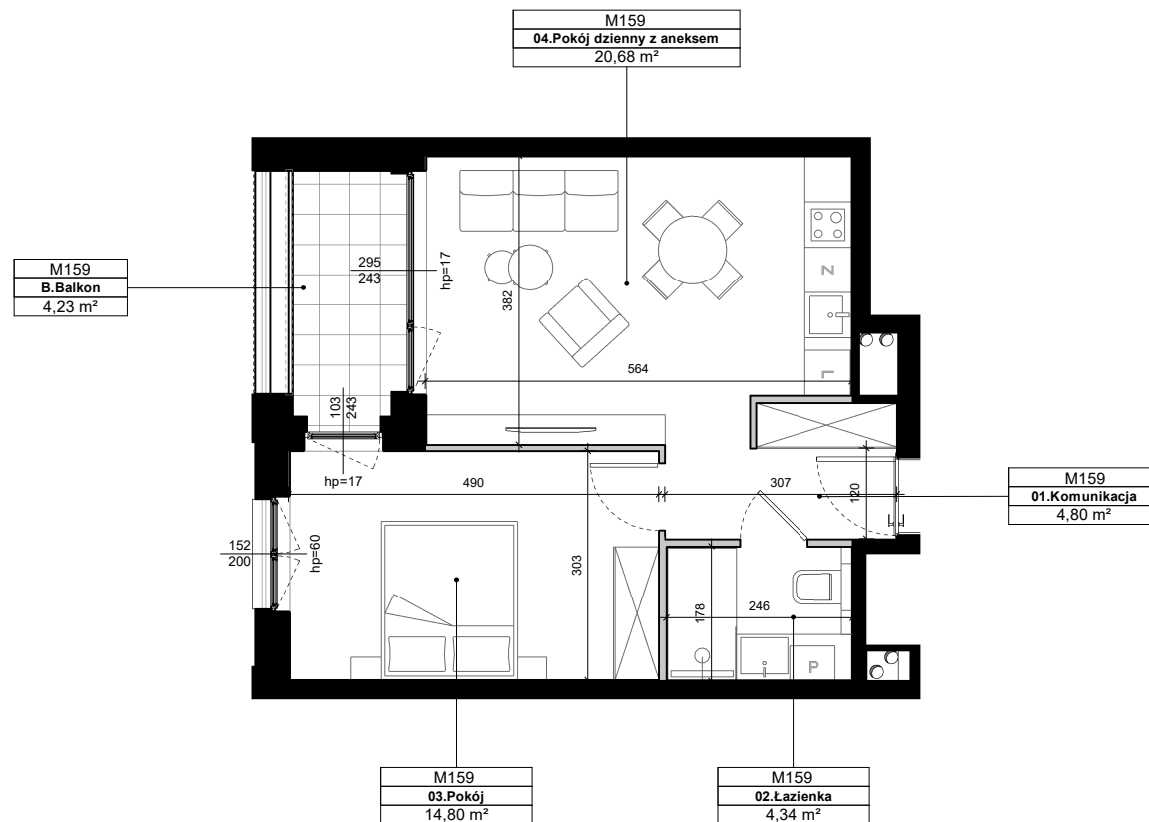 M159
04.Pokój dzienny z aneksem
20,68 m²
M159
B.Balkon
4,23 m²
295
243
hp=17
382
Z
564
L
103
243
hp=17
490
307
120
M159
01.Komunikacja
4,80 m²
152
200
hp=60
303
178
246
P
M159
03.Pokój
14,80 m²
M159
02.Łazienka
4,34 m²